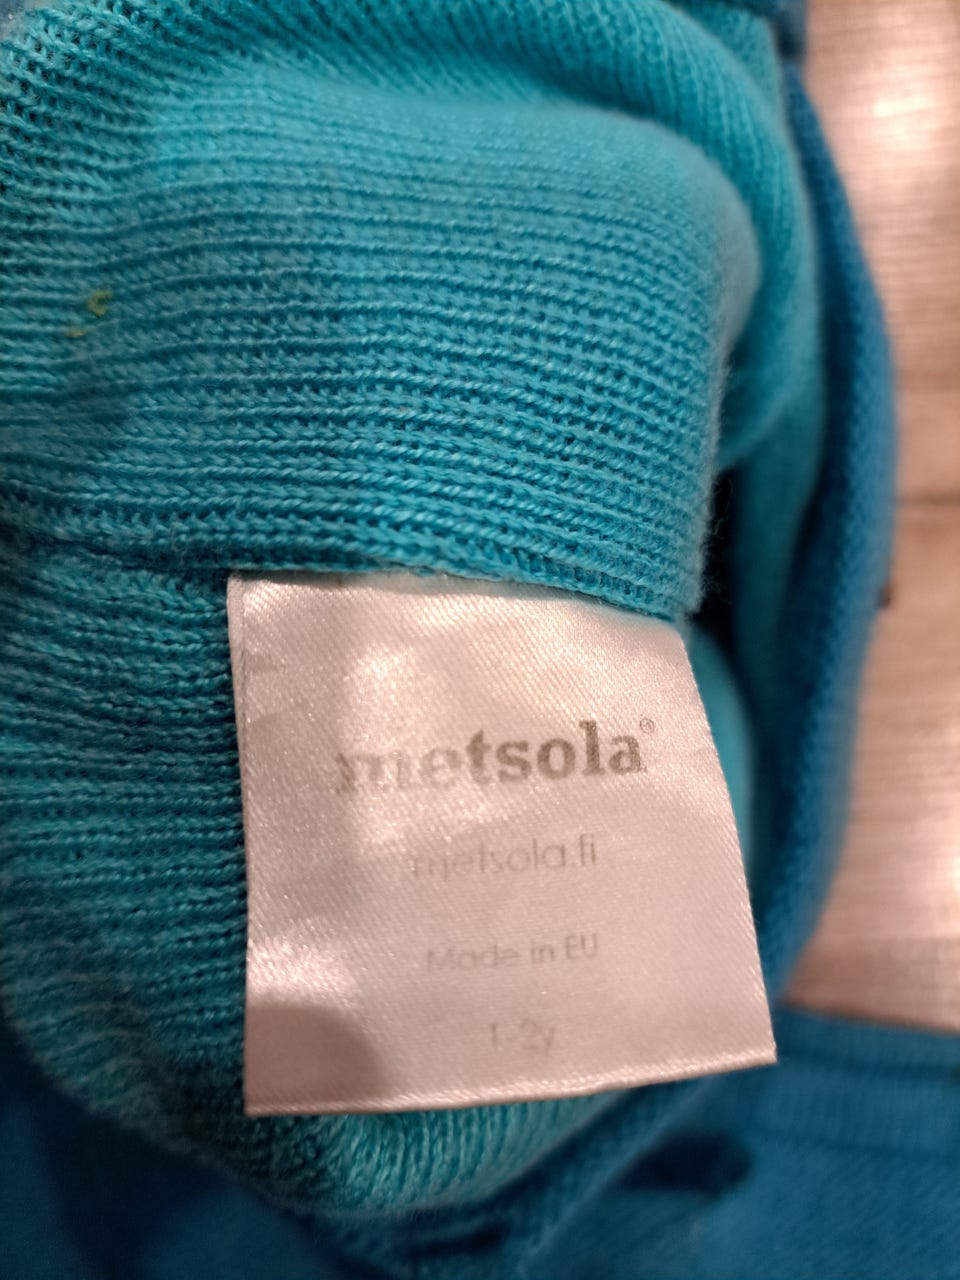 metsola®
metsola.fi
Made in EU
1-2y